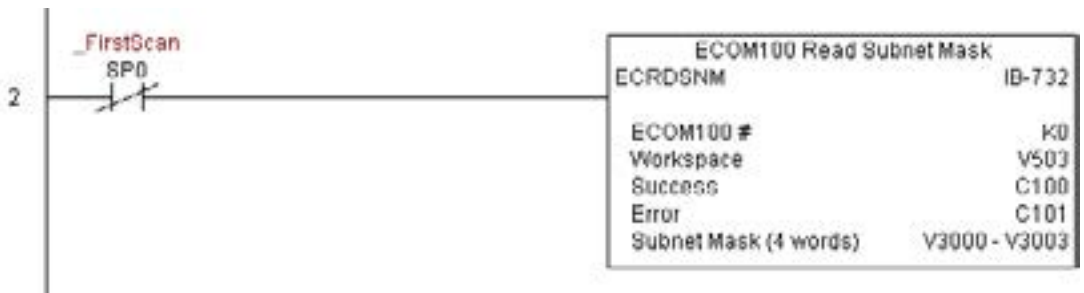 _FirstScan
SP0
2
ECOM100 Read Subnet Mask
ECRDSNM IB-732
ECOM100 # K0
Workspace V503
Success C100
Error C101
Subnet Mask (4 words) V3000 - V3003